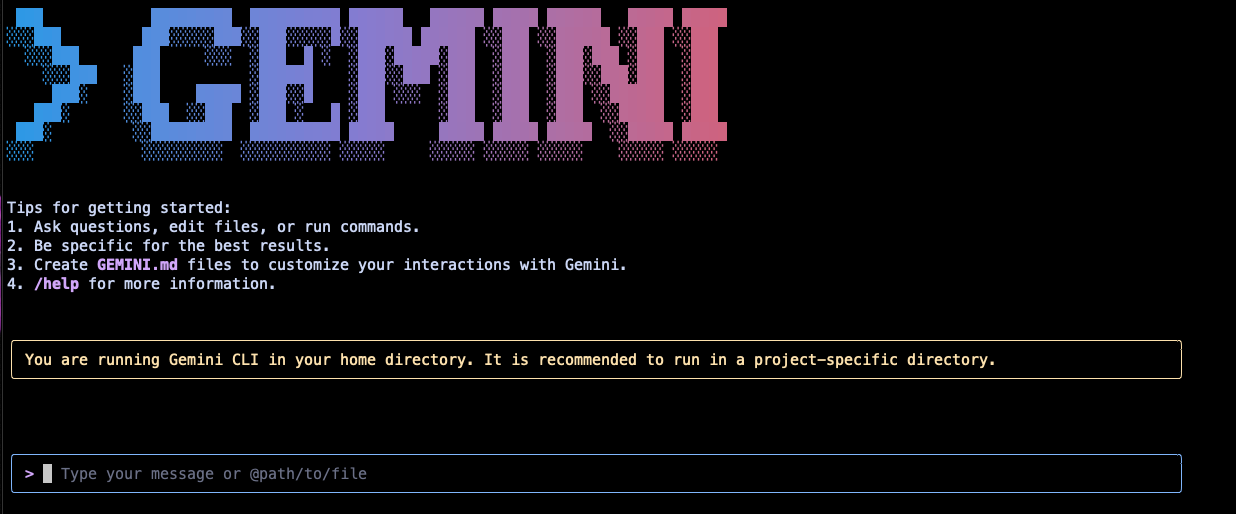 > GEMINI
Tips for getting started:
1. Ask questions, edit files, or run commands.
2. Be specific for the best results.
3. Create GEMINI.md files to customize your interactions with Gemini.
4. /help for more information.
You are running Gemini CLI in your home directory. It is recommended to run in a project-specific directory.
> Type your message or @path/to/file